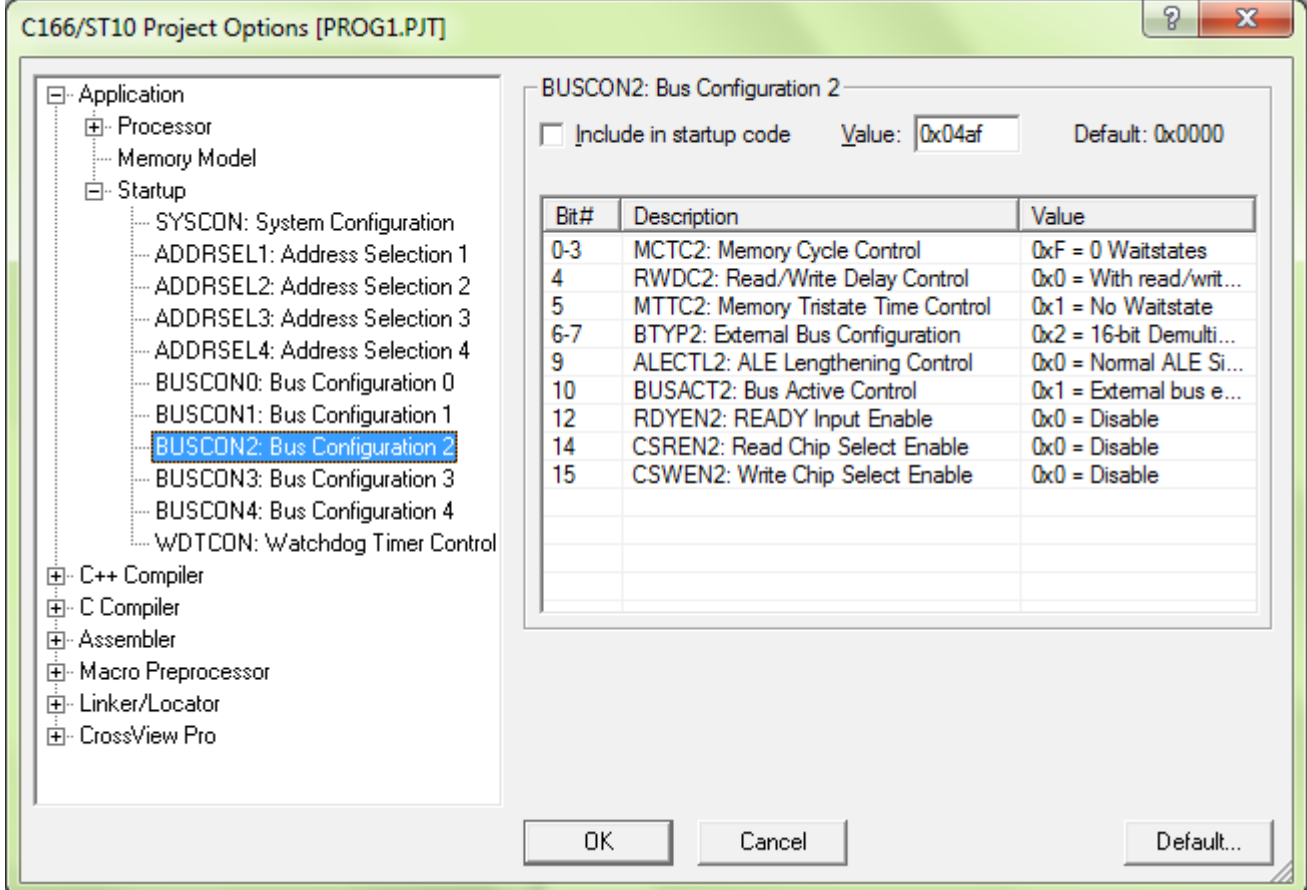 C166/ST10 Project Options [PROG1.PJT]
Application
Processor
Memory Model
Startup
SYSCON: System Configuration
ADDRSEL1: Address Selection 1
ADDRSEL2: Address Selection 2
ADDRSEL3: Address Selection 3
ADDRSEL4: Address Selection 4
BUSCON0: Bus Configuration 0
BUSCON1: Bus Configuration 1
BUSCON2: Bus Configuration 2
BUSCON3: Bus Configuration 3
BUSCON4: Bus Configuration 4
WDTCON: Watchdog Timer Control
C++ Compiler
C Compiler
Assembler
Macro Preprocessor
Linker/Locator
CrossView Pro
BUSCON2: Bus Configuration 2
Include in startup code Value: 0x04af Default: 0x0000
Bit# Description Value
0-3 MCTC2: Memory Cycle Control 0xF = 0 Waitstates
4 RWDC2: Read/Write Delay Control 0x0 = With read/writ...
5 MTTC2: Memory Tristate Time Control 0x1 = No Waitstate
6-7 BTYP2: External Bus Configuration 0x2 = 16-bit Demulti...
9 ALECTL2: ALE Lengthening Control 0x0 = Normal ALE Si...
10 BUSACT2: Bus Active Control 0x1 = External bus e...
12 RDYEN2: READY Input Enable 0x0 = Disable
14 CSREN2: Read Chip Select Enable 0x0 = Disable
15 CSWEN2: Write Chip Select Enable 0x0 = Disable
OK Cancel Default...